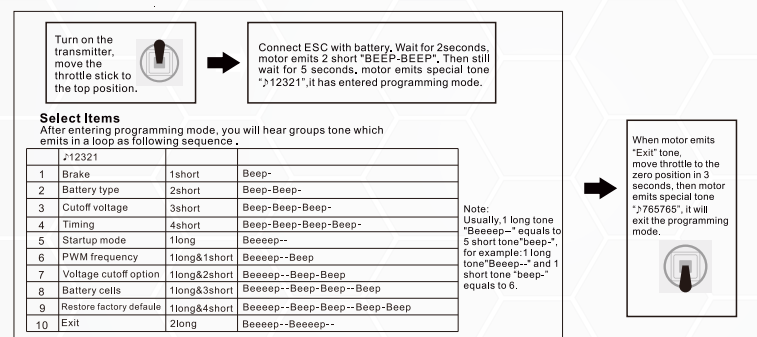 Turn on the
transmitter,
move the
throttle stick to
the top position.
Connect ESC with battery. Wait for 2seconds,
motor emits 2 short "BEEP-BEEP". Then still
wait for 5 seconds. motor emits special tone
"♪12321",it has entered programming mode.
Select Items
After entering programming mode, you will hear groups tone which
emits in a loop as following sequence .
♪12321
1 Brake 1short Beep-
2 Battery type 2short Beep-Beep-
3 Cutoff voltage 3short Beep-Beep-Beep-
4 Timing 4short Beep-Beep-Beep-Beep-
5 Startup mode 1long Beeeep--
6 PWM frequency 1long&1short Beeeep--Beep
7 Voltage cutoff option 1long&2short Beeeep--Beep-Beep
8 Battery cells 1long&3short Beeeep--Beep-Beep--Beep
9 Restore factory defaule 1long&4short Beeeep--Beep-Beep--Beep-Beep
10 Exit 2long Beeeep--Beeeep--
Note:
Usually,1 long tone
"Beeeep–" equals to
5 short tone"beep-",
for example:1 long
tone"Beeep--" and 1
short tone "beep-"
equals to 6.
When motor emits
"Exit" tone,
move throttle to the
zero position in 3
seconds, then motor
emits special tone
"♪765765", it will
exit the programming
mode.